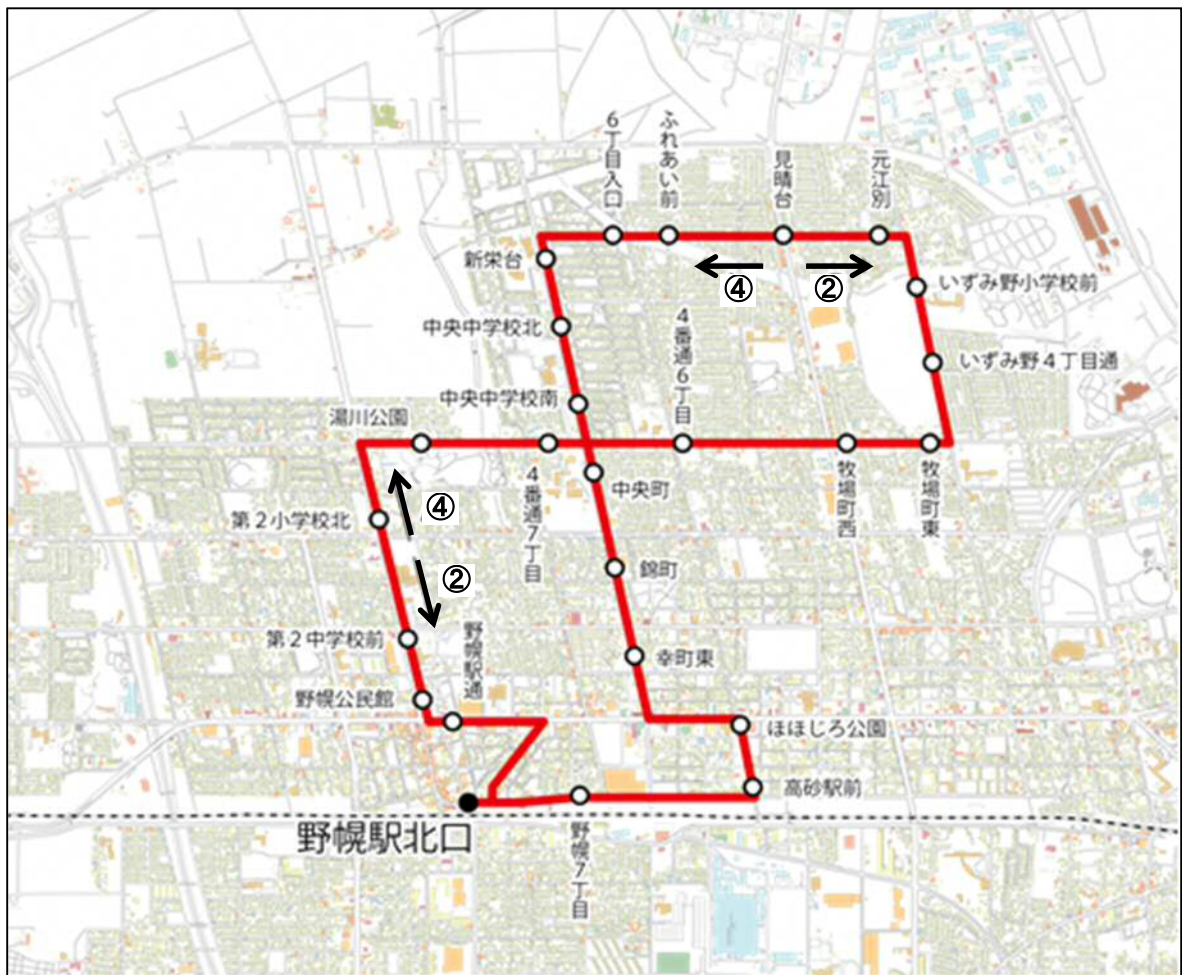 6丁目入口
ふれあい前
見晴台
元江別
新栄台
④
②
いずみ野小学校前
中央中学校北
4番通6丁目
いずみ野4丁目通
中央中学校南
湯川公園
4番通7丁目
中央町
牧場町西
牧場町東
④
第2小学校北
②
錦町
第2中学校前
野幌駅通
幸町東
野幌公民館
ほほしろ公園
高砂駅前
野幌駅北口
野幌7丁目